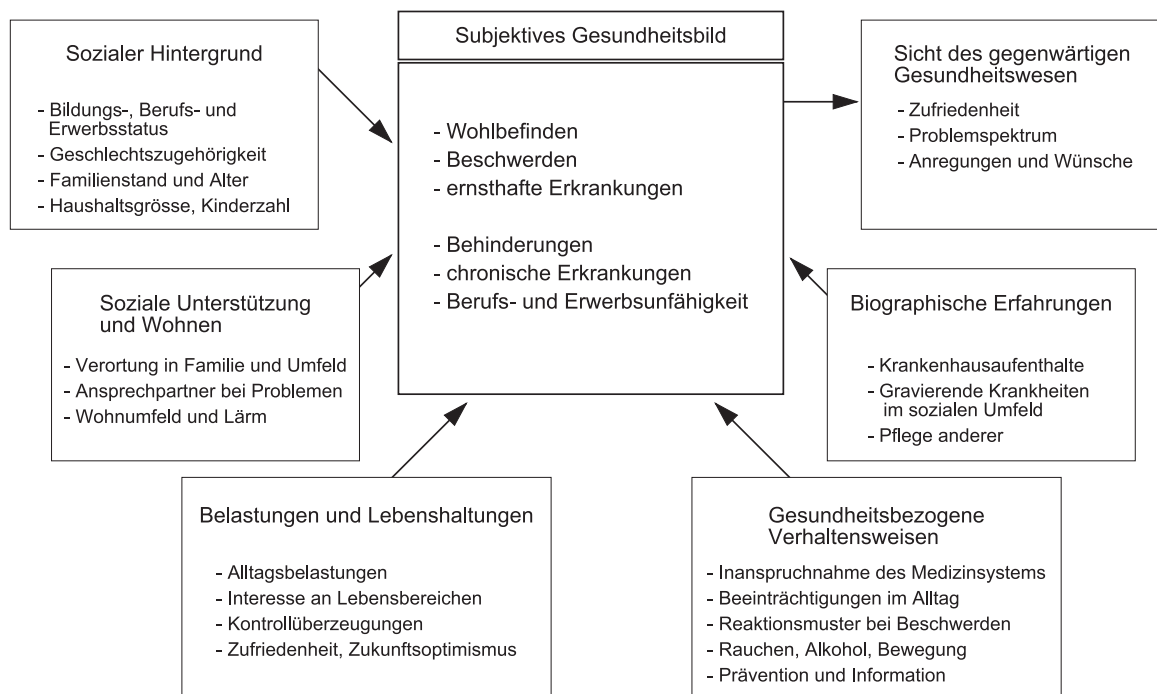 Subjektives Gesundheitsbild
- Wohlbefinden
- Beschwerden
- ernsthafte Erkrankungen
- Behinderungen
- chronische Erkrankungen
- Berufs- und Erwerbsunfähigkeit
Sozialer Hintergrund
- Bildungs-, Berufs- und
Erwerbsstatus
- Geschlechtszugehörigkeit
- Familienstand und Alter
- Haushaltsgrösse, Kinderzahl
Sicht des gegenwärtigen
Gesundheitswesen
- Zufriedenheit
- Problemspektrum
- Anregungen und Wünsche
Soziale Unterstützung
und Wohnen
- Verortung in Familie und Umfeld
- Ansprechpartner bei Problemen
- Wohnumfeld und Lärm
Biographische Erfahrungen
- Krankenhausaufenthalte
- Gravierende Krankheiten
im sozialen Umfeld
- Pflege anderer
Belastungen und Lebenshaltungen
- Alltagsbelastungen
- Interesse an Lebensbereichen
- Kontrollüberzeugungen
- Zufriedenheit, Zukunftsoptimismus
Gesundheitsbezogene
Verhaltensweisen
- Inanspruchnahme des Medizinsystems
- Beeinträchtigungen im Alltag
- Reaktionsmuster bei Beschwerden
- Rauchen, Alkohol, Bewegung
- Prävention und Information